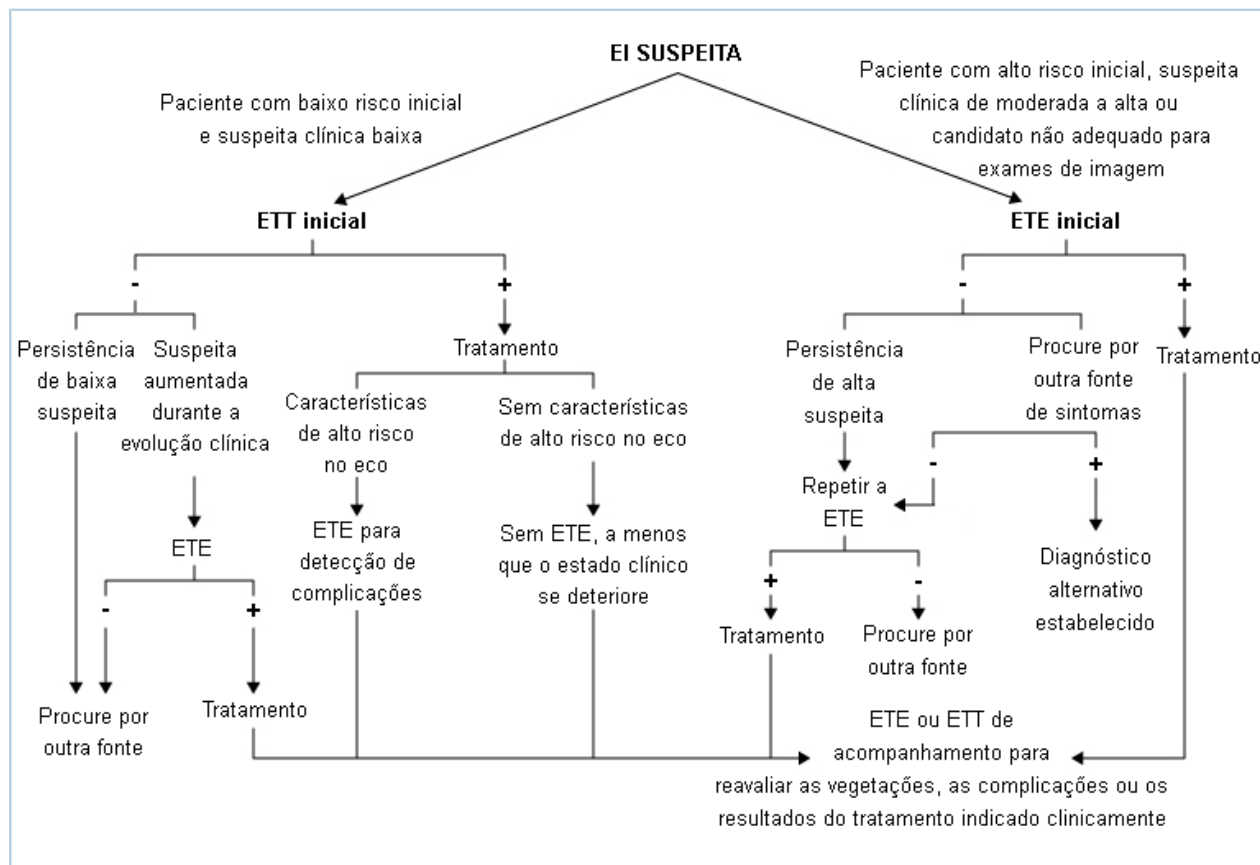 EI SUSPEITA
Paciente com baixo risco inicial
e suspeita clínica baixa
Paciente com alto risco inicial, suspeita
clínica de moderada a alta ou
candidato não adequado para
exames de imagem
ETT inicial
-
+
Persistência
de baixa
suspeita
Suspeita
aumentada
durante a
evolução clínica
Tratamento
Características
de alto risco
no eco
Sem características
de alto risco no eco
ETE
ETE para
detecção de
complicações
Sem ETE, a menos
que o estado clínico
se deteriore
-
+
Procure por
outra fonte
Tratamento
ETE inicial
-
+
Persistência
de alta
suspeita
Procure por
outra fonte
de sintomas
Tratamento
-
+
Repetir a
ETE
Diagnóstico
alternativo
estabelecido
+
-
Tratamento
Procure por
outra fonte
ETE ou ETT de
acompanhamento para
reavaliar as vegetações, as complicações ou os
resultados do tratamento indicado clinicamente